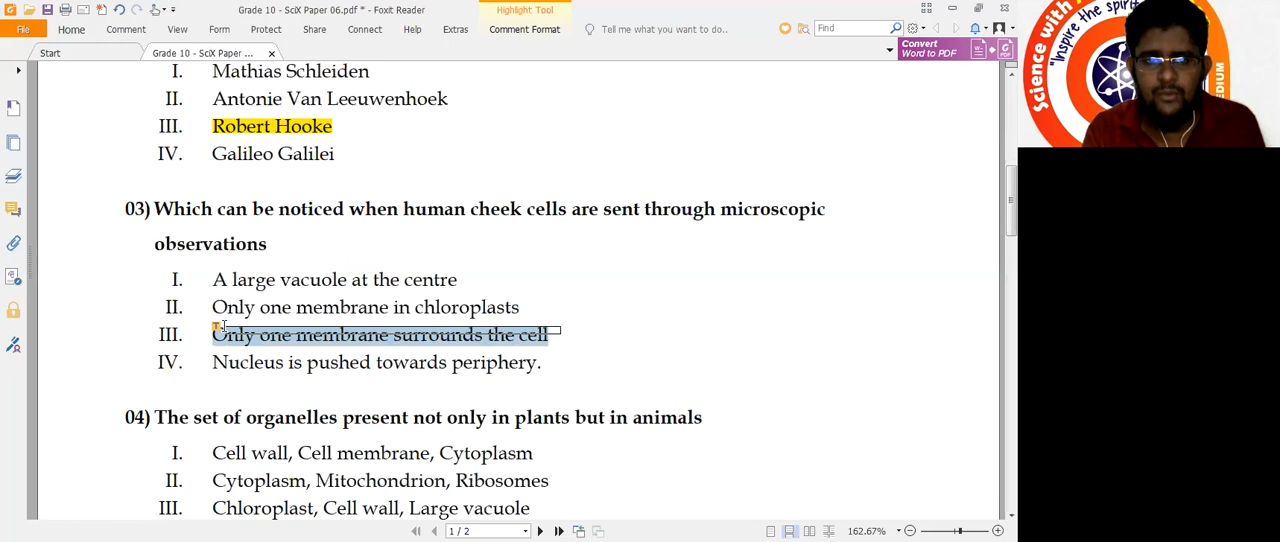 Grade 10 - SciX Paper 06.pdf * - Foxit Reader
Highlight Tool
File
Home
Comment
View
Form
Protect
Share
Connect
Help
Extras
Comment Format
Tell me what you want to do..
Find
Start
Grade 10 - SciX Paper ...
Convert
Word to PDF
I. Mathias Schleiden
II. Antonie Van Leeuwenhoek
III. Robert Hooke
IV. Galileo Galilei
03) Which can be noticed when human cheek cells are sent through microscopic
observations
I. A large vacuole at the centre
II. Only one membrane in chloroplasts
III. Only one membrane surrounds the cell
IV. Nucleus is pushed towards periphery.
04) The set of organelles present not only in plants but in animals
I. Cell wall, Cell membrane, Cytoplasm
II. Cytoplasm, Mitochondrion, Ribosomes
III. Chloroplast, Cell wall, Large vacuole
1 / 2
162.67%
Science with
"Inspire the spiri
MEDIUM